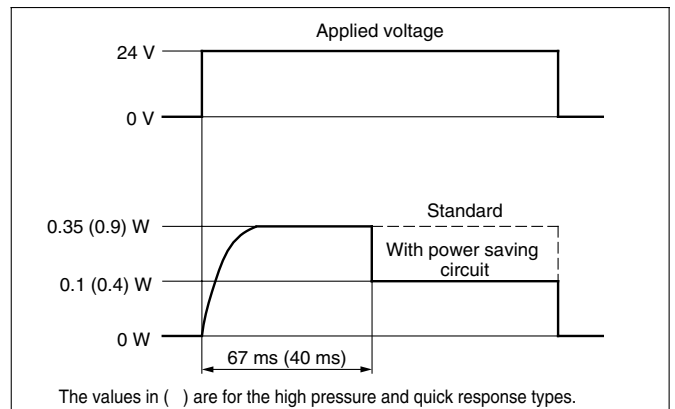 Applied voltage
24 V
0 V
0.35 (0.9) W
Standard
With power saving
circuit
0.1 (0.4) W
0 W
67 ms (40 ms)
The values in ( ) are for the high pressure and quick response types.